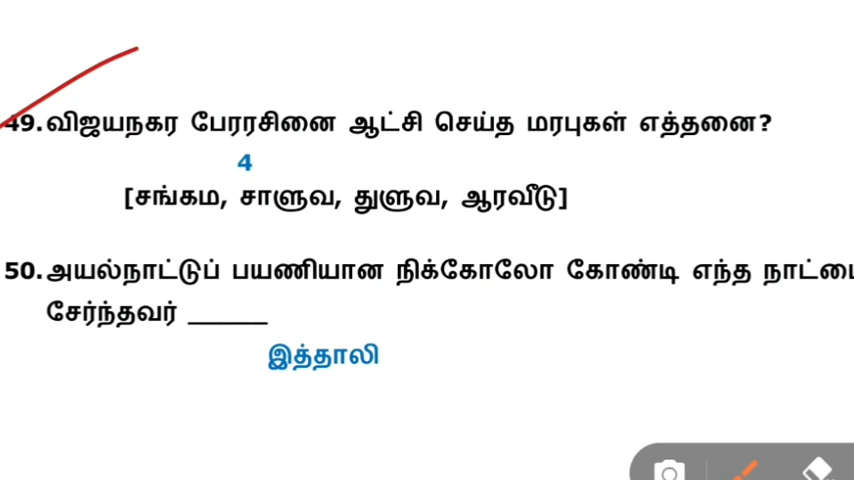 49.விஜயநகர பேரரசினை ஆட்சி செய்த மரபுகள் எத்தனை?
4
[சங்கம, சாளுவ, துளுவ, ஆரவீடு]
50.அயல்நாட்டுப் பயணியான நிக்கோலோ கோண்டி எந்த நாட்டை
சேர்ந்தவர் ______
இத்தாலி